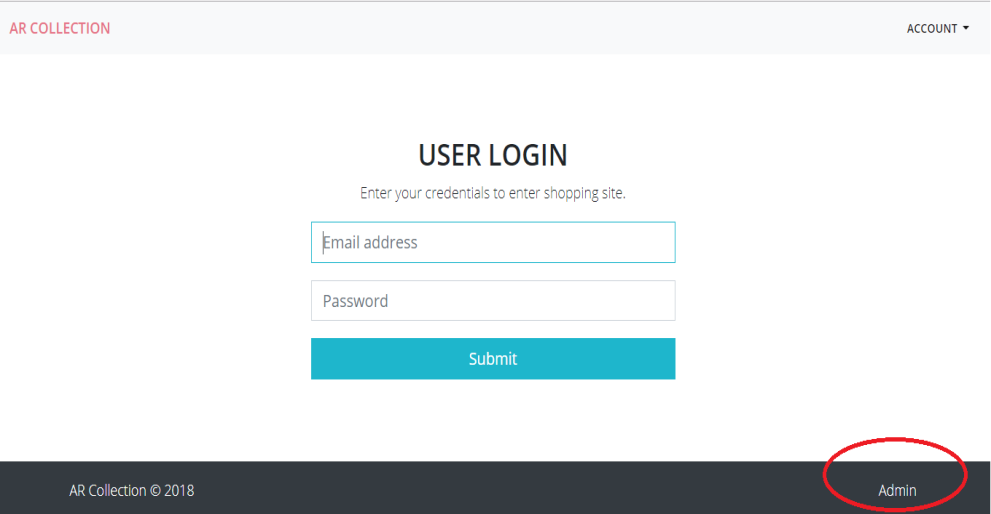 AR COLLECTION
ACCOUNT
USER LOGIN
Enter your credentials to enter shopping site.
Email address
Password
Submit
AR Collection © 2018
Admin